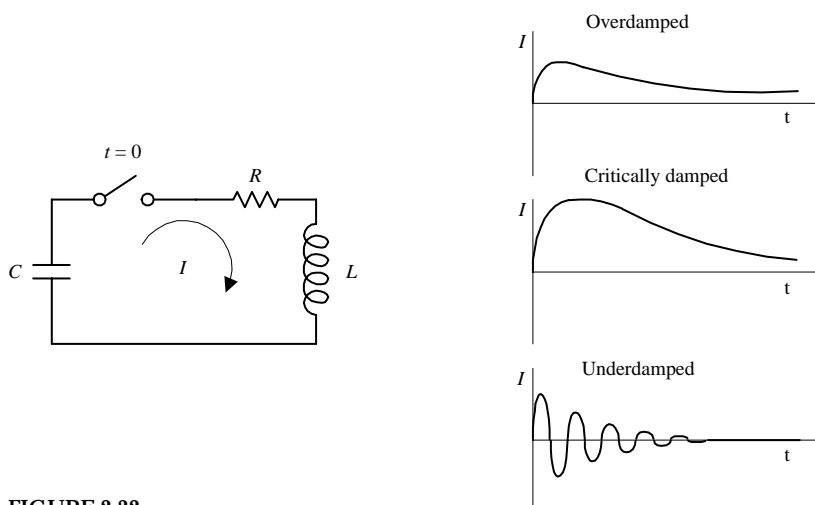 t = 0
R
C
I
L
Overdamped
I
t
Critically damped
I
t
Underdamped
I
t